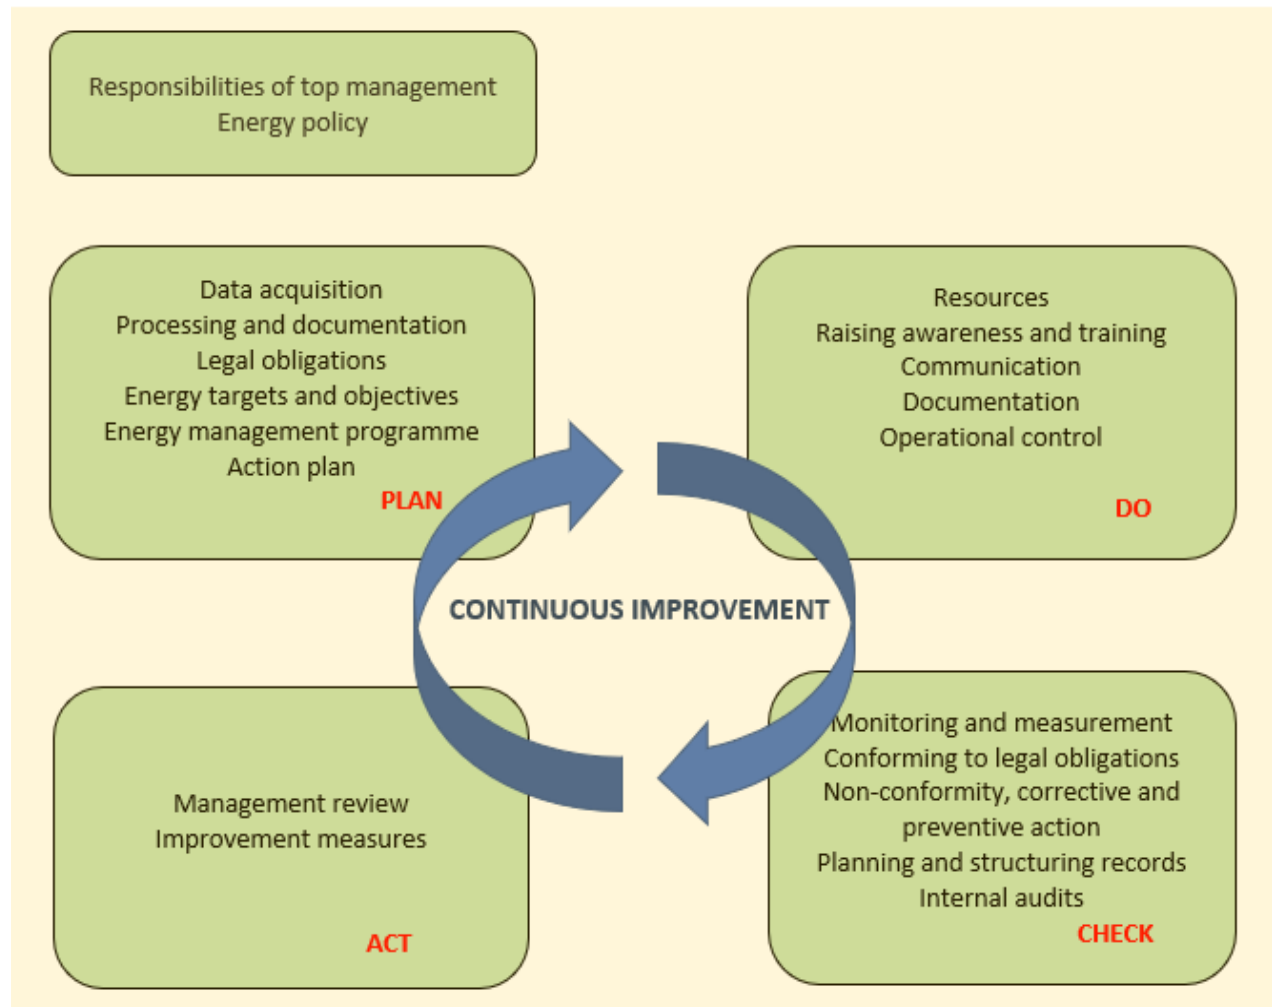 Responsibilities of top management
Energy policy
Data acquisition
Processing and documentation
Legal obligations
Energy targets and objectives
Energy management programme
Action plan
PLAN
Resources
Raising awareness and training
Communication
Documentation
Operational control
DO
CONTINUOUS IMPROVEMENT
Management review
Improvement measures
ACT
Monitoring and measurement
Conforming to legal obligations
Non-conformity, corrective and
preventive action
Planning and structuring records
Internal audits
CHECK